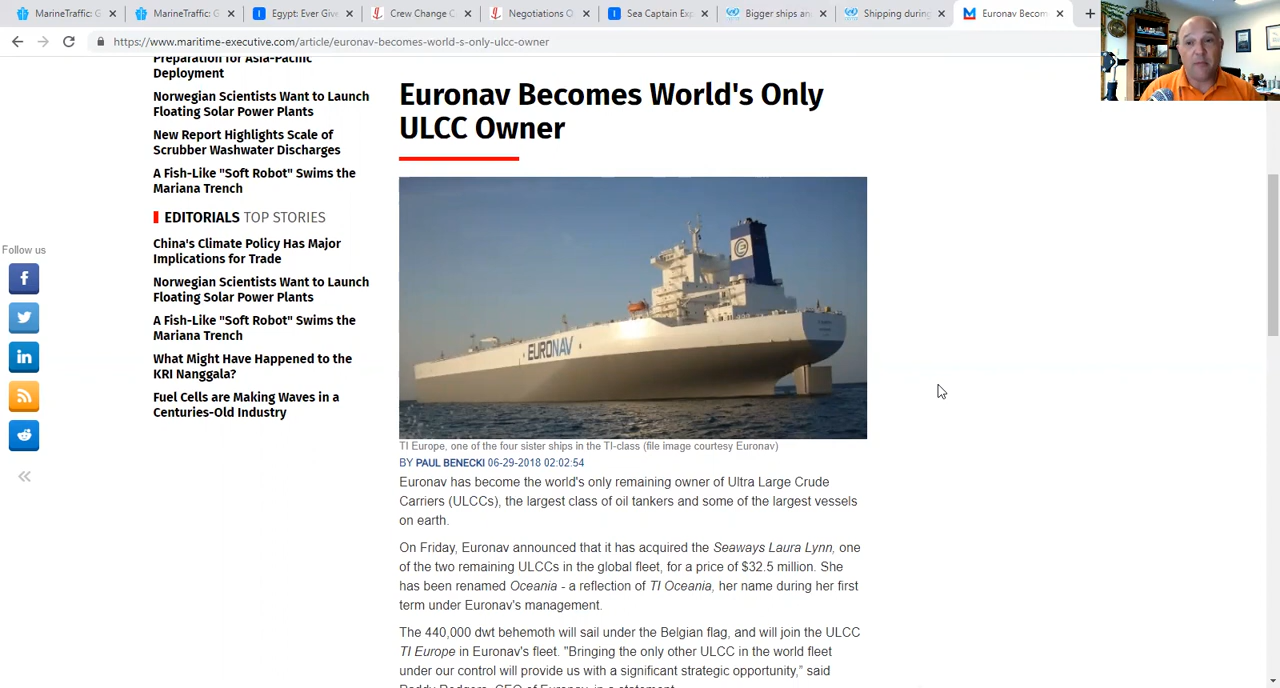 MarineTraffic: G
MarineTraffic: G
Egypt: Ever Give
Crew Change C
Negotiations O
Sea Captain Exp
Bigger ships an
Shipping during
Euronav Becom
https://www.maritime-executive.com/article/euronav-becomes-world-s-only-ulcc-owner
Preparation for Asia-Pacific
Deployment
Norwegian Scientists Want to Launch
Floating Solar Power Plants
New Report Highlights Scale of
Scrubber Washwater Discharges
A Fish-Like "Soft Robot" Swims the
Mariana Trench
EDITORIALS TOP STORIES
China's Climate Policy Has Major
Implications for Trade
Norwegian Scientists Want to Launch
Floating Solar Power Plants
A Fish-Like "Soft Robot" Swims the
Mariana Trench
What Might Have Happened to the
KRI Nanggala?
Fuel Cells are Making Waves in a
Centuries-Old Industry
Follow us
Euronav Becomes World's Only
ULCC Owner
EURONAV
TI Europe, one of the four sister ships in the TI-class (file image courtesy Euronav)
BY PAUL BENECKI 06-29-2018 02:02:54
Euronav has become the world's only remaining owner of Ultra Large Crude
Carriers (ULCCs), the largest class of oil tankers and some of the largest vessels
on earth.
On Friday, Euronav announced that it has acquired the Seaways Laura Lynn, one
of the two remaining ULCCs in the global fleet, for a price of $32.5 million. She
has been renamed Oceania - a reflection of TI Oceania, her name during her first
term under Euronav's management.
The 440,000 dwt behemoth will sail under the Belgian flag, and will join the ULCC
TI Europe in Euronav's fleet. "Bringing the only other ULCC in the world fleet
under our control will provide us with a significant strategic opportunity," said
Paddy Rodgers, CEO of Euronav, in a statement.